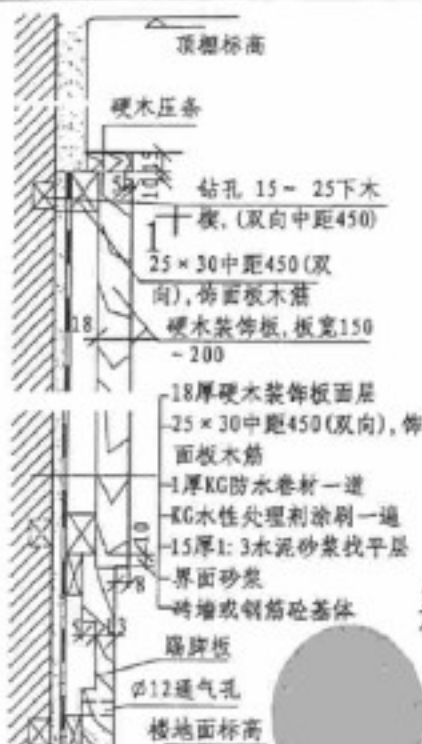 顶棚标高
硬木压条
钻孔 15~25下木
楔,(双向中距450)
25×30中距450(双
向),饰面板木筋
18
硬木装饰板,板宽150
~200
18厚硬木装饰板面层
25×30中距450(双向),饰
面板木筋
1厚KG防水卷材一道
KG水性处理剂涂刷一遍
15厚1:3水泥砂浆找平层
10
8
界面砂浆
砖墙或钢筋砼基体
踢脚板
φ12通气孔
楼地面标高